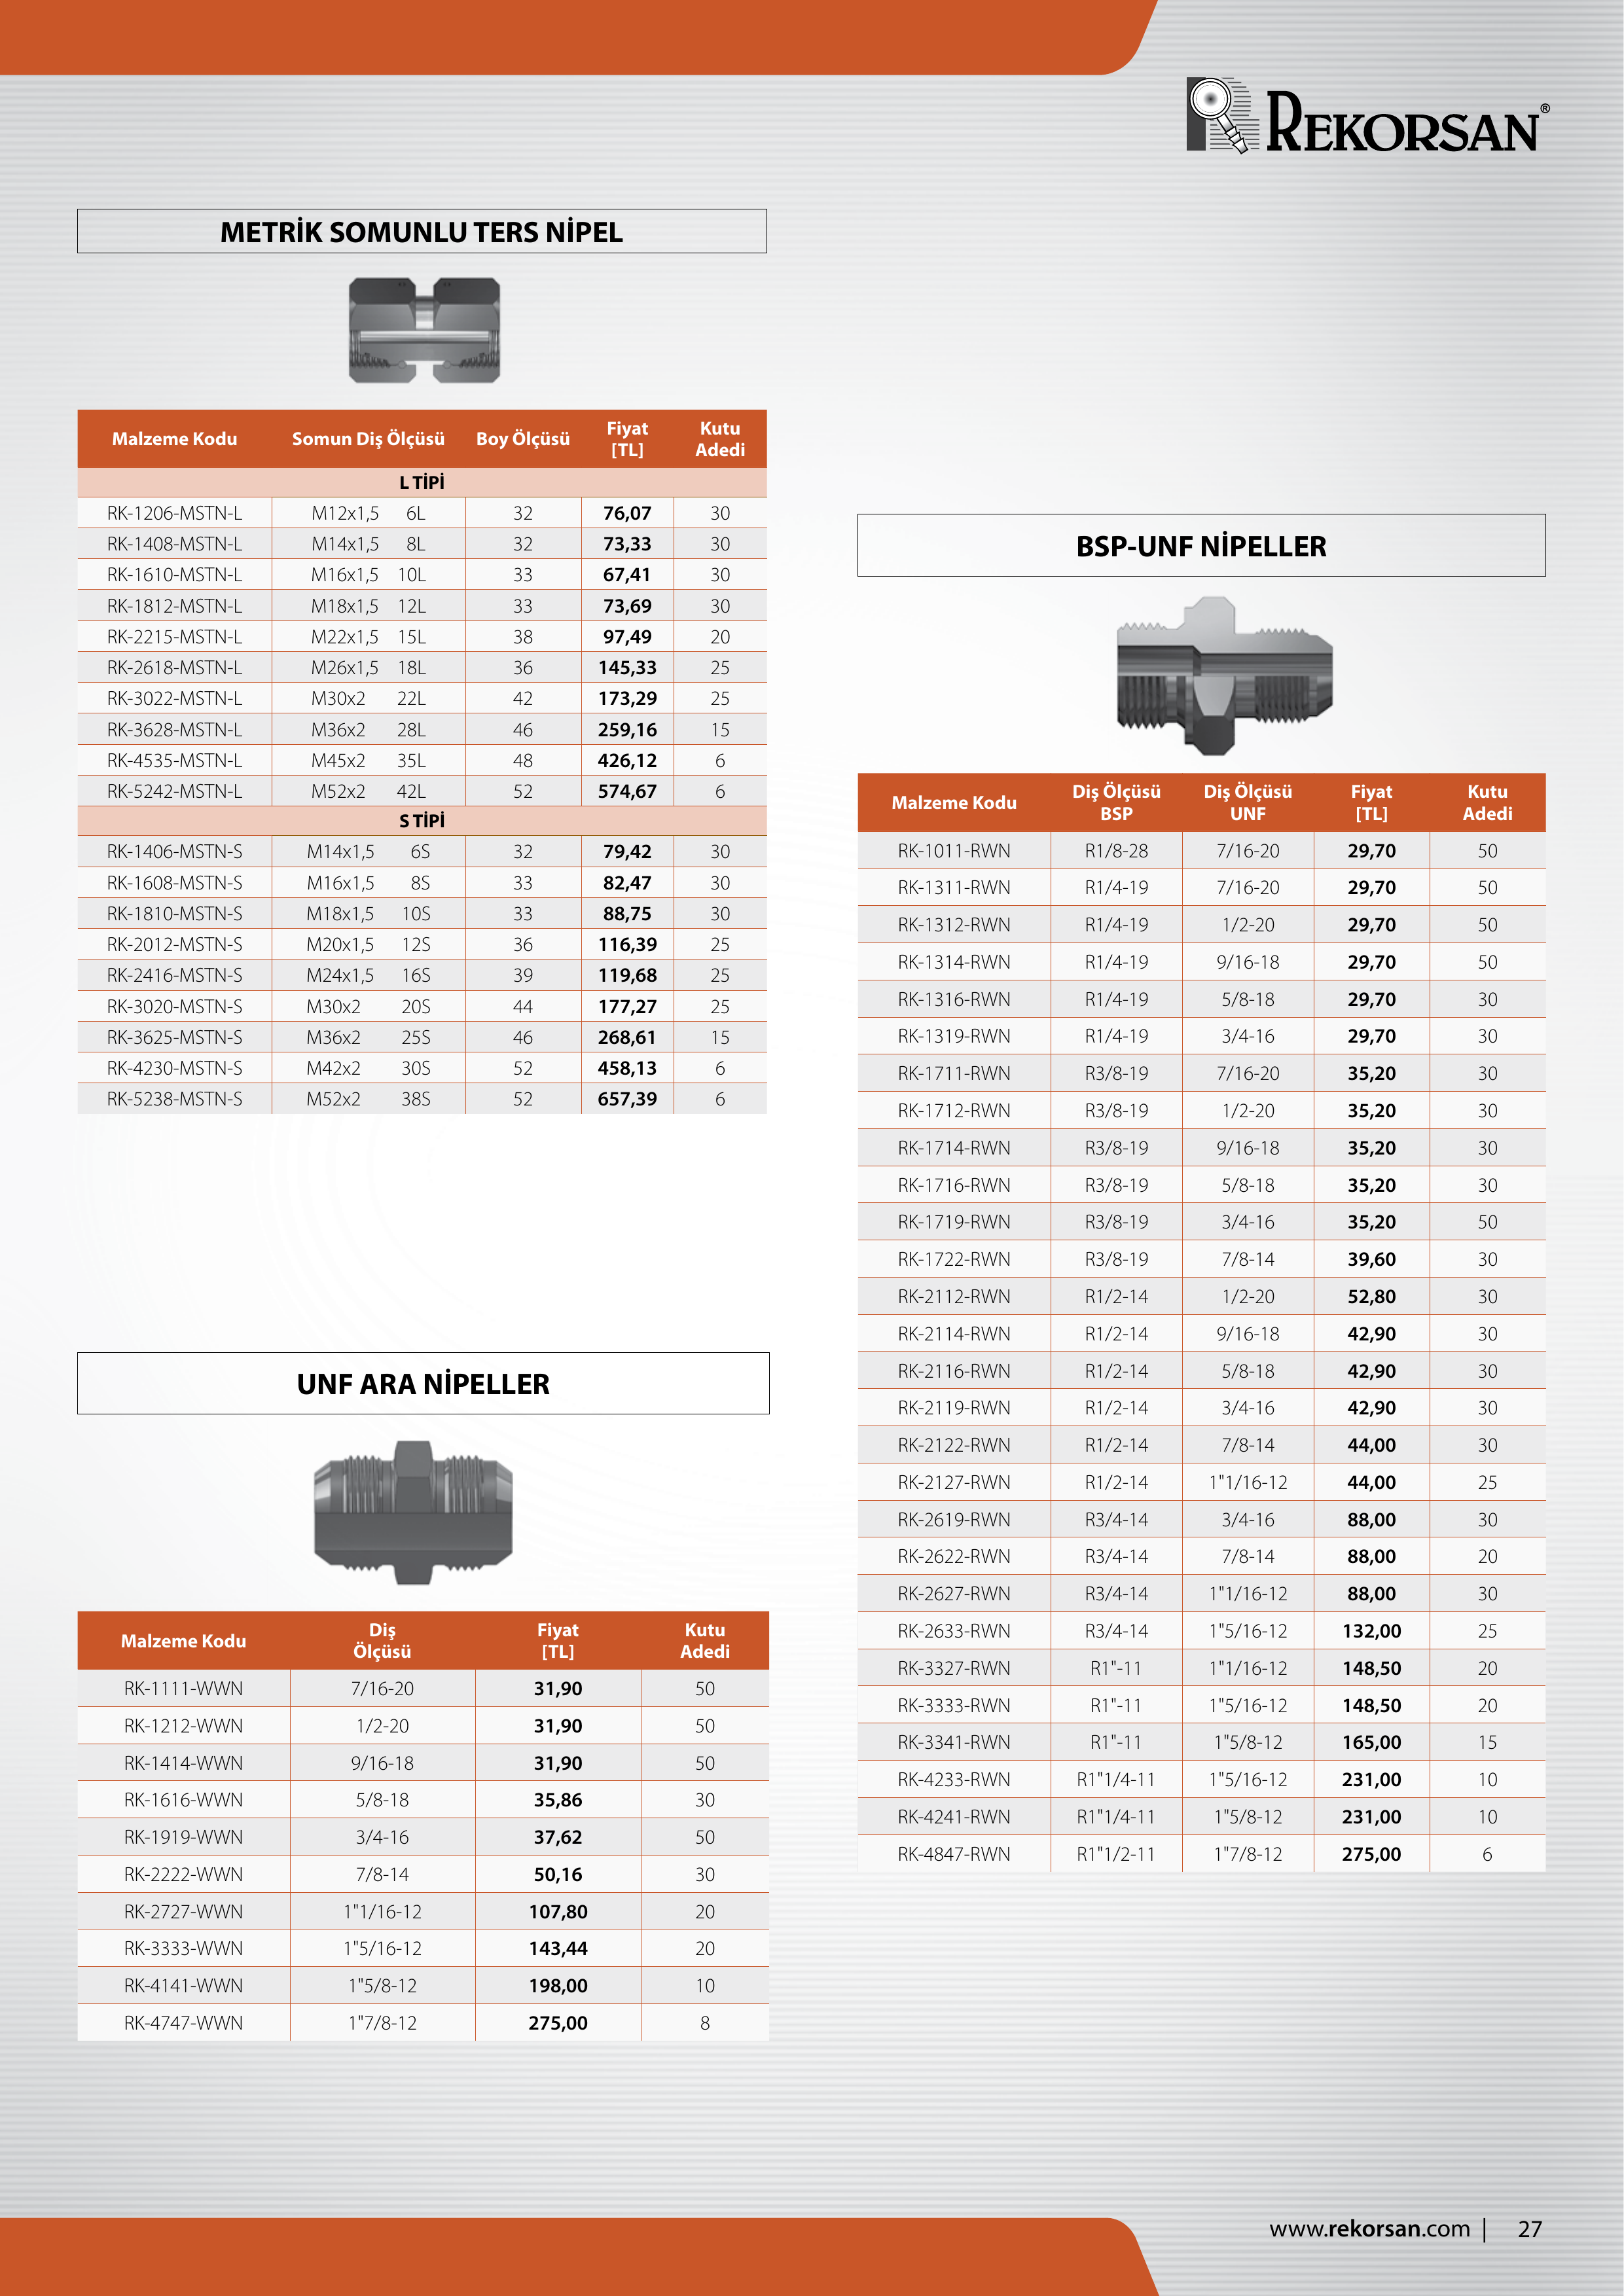 REKORSAN®
METRİK SOMUNLU TERS NİPEL
Malzeme Kodu Somun Diş Ölçüsü Boy Ölçüsü Fiyat [TL] Kutu Adedi
L TİPİ
RK-1206-MSTN-L M12x1,5 6L 32 76,07 30
RK-1408-MSTN-L M14x1,5 8L 32 73,33 30
RK-1610-MSTN-L M16x1,5 10L 33 67,41 30
RK-1812-MSTN-L M18x1,5 12L 33 73,69 30
RK-2215-MSTN-L M22x1,5 15L 38 97,49 20
RK-2618-MSTN-L M26x1,5 18L 36 145,33 25
RK-3022-MSTN-L M30x2 22L 42 173,29 25
RK-3628-MSTN-L M36x2 28L 46 259,16 15
RK-4535-MSTN-L M45x2 35L 48 426,12 6
RK-5242-MSTN-L M52x2 42L 52 574,67 6
S TİPİ
RK-1406-MSTN-S M14x1,5 6S 32 79,42 30
RK-1608-MSTN-S M16x1,5 8S 33 82,47 30
RK-1810-MSTN-S M18x1,5 10S 33 88,75 30
RK-2012-MSTN-S M20x1,5 12S 36 116,39 25
RK-2416-MSTN-S M24x1,5 16S 39 119,68 25
RK-3020-MSTN-S M30x2 20S 44 177,27 25
RK-3625-MSTN-S M36x2 25S 46 268,61 15
RK-4230-MSTN-S M42x2 30S 52 458,13 6
RK-5238-MSTN-S M52x2 38S 52 657,39 6
UNF ARA NİPELLER
Malzeme Kodu Diş Ölçüsü Fiyat [TL] Kutu Adedi
RK-1111-WWN 7/16-20 31,90 50
RK-1212-WWN 1/2-20 31,90 50
RK-1414-WWN 9/16-18 31,90 50
RK-1616-WWN 5/8-18 35,86 30
RK-1919-WWN 3/4-16 37,62 50
RK-2222-WWN 7/8-14 50,16 30
RK-2727-WWN 1"1/16-12 107,80 20
RK-3333-WWN 1"5/16-12 143,44 20
RK-4141-WWN 1"5/8-12 198,00 10
RK-4747-WWN 1"7/8-12 275,00 8
BSP-UNF NİPELLER
Malzeme Kodu Diş Ölçüsü BSP Diş Ölçüsü UNF Fiyat [TL] Kutu Adedi
RK-1011-RWN R1/8-28 7/16-20 29,70 50
RK-1311-RWN R1/4-19 7/16-20 29,70 50
RK-1312-RWN R1/4-19 1/2-20 29,70 50
RK-1314-RWN R1/4-19 9/16-18 29,70 50
RK-1316-RWN R1/4-19 5/8-18 29,70 30
RK-1319-RWN R1/4-19 3/4-16 29,70 30
RK-1711-RWN R3/8-19 7/16-20 35,20 30
RK-1712-RWN R3/8-19 1/2-20 35,20 30
RK-1714-RWN R3/8-19 9/16-18 35,20 30
RK-1716-RWN R3/8-19 5/8-18 35,20 30
RK-1719-RWN R3/8-19 3/4-16 35,20 50
RK-1722-RWN R3/8-19 7/8-14 39,60 30
RK-2112-RWN R1/2-14 1/2-20 52,80 30
RK-2114-RWN R1/2-14 9/16-18 42,90 30
RK-2116-RWN R1/2-14 5/8-18 42,90 30
RK-2119-RWN R1/2-14 3/4-16 42,90 30
RK-2122-RWN R1/2-14 7/8-14 44,00 30
RK-2127-RWN R1/2-14 1"1/16-12 44,00 25
RK-2619-RWN R3/4-14 3/4-16 88,00 30
RK-2622-RWN R3/4-14 7/8-14 88,00 20
RK-2627-RWN R3/4-14 1"1/16-12 88,00 30
RK-2633-RWN R3/4-14 1"5/16-12 132,00 25
RK-3327-RWN R1"-11 1"1/16-12 148,50 20
RK-3333-RWN R1"-11 1"5/16-12 148,50 20
RK-3341-RWN R1"-11 1"5/8-12 165,00 15
RK-4233-RWN R1"1/4-11 1"5/16-12 231,00 10
RK-4241-RWN R1"1/4-11 1"5/8-12 231,00 10
RK-4847-RWN R1"1/2-11 1"7/8-12 275,00 6
www.rekorsan.com | 27